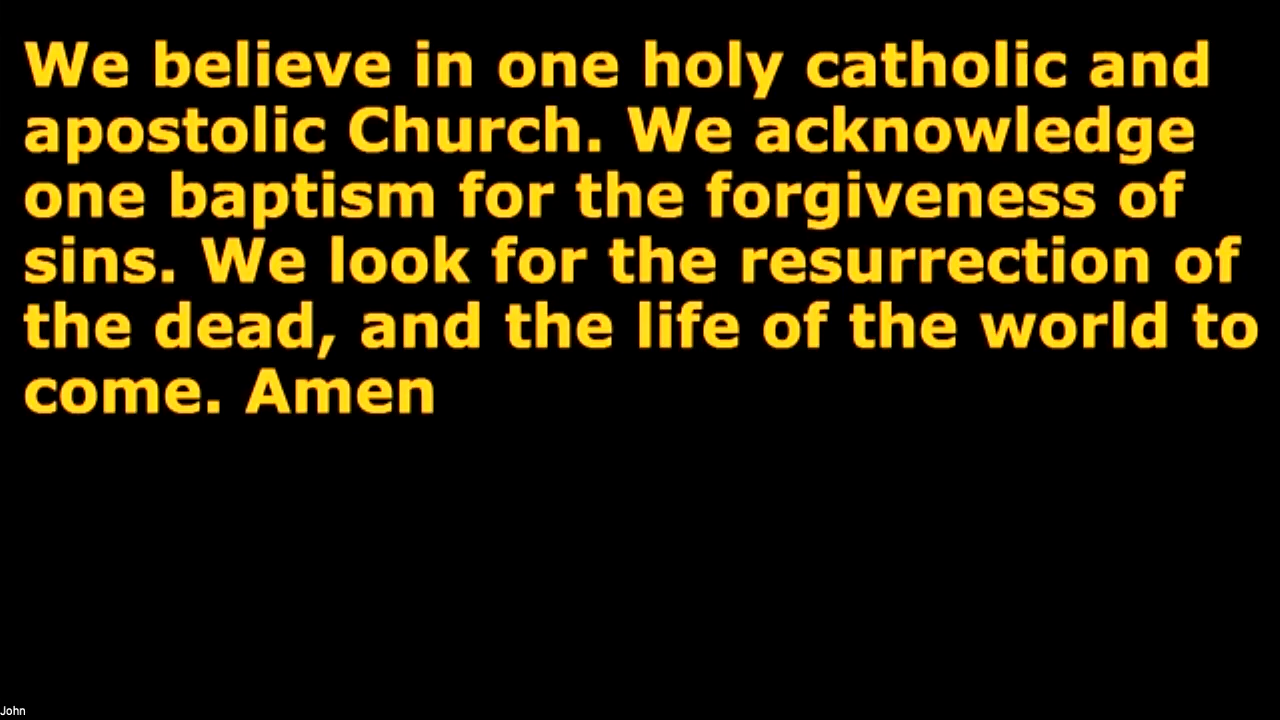 We believe in one holy catholic and
apostolic Church. We acknowledge
one baptism for the forgiveness of
sins. We look for the resurrection of
the dead, and the life of the world to
come. Amen
John